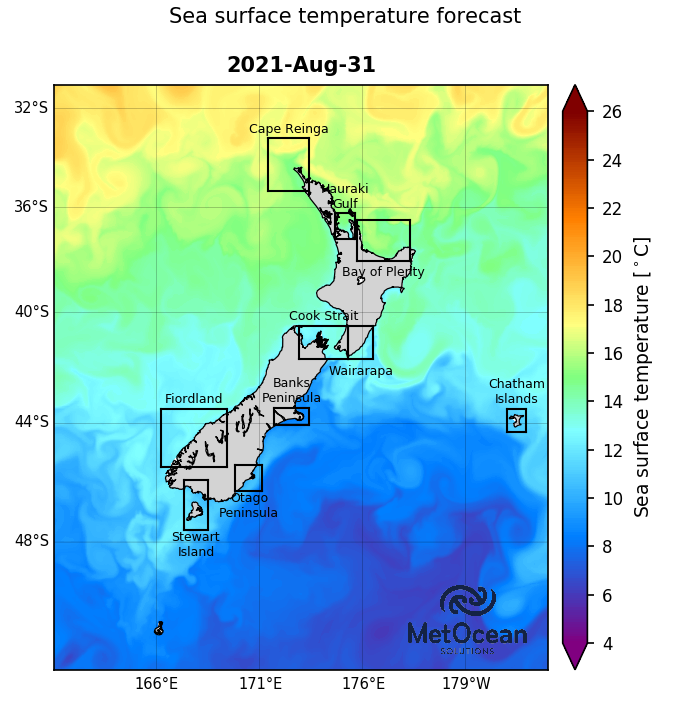 Sea surface temperature forecast
2021-Aug-31
32°S
36°S
40°S
44°S
48°S
166°E
171°E
176°E
179°W
Cape Reinga
Hauraki
Gulf
Bay of Plenty
Cook Strait
Wairarapa
Banks
Peninsula
Fiordland
Chatham
Islands
Otago
Peninsula
Stewart
Island
MetOcean
SOLUTIONS
26
24
22
20
18
16
14
12
10
8
6
4
Sea surface temperature [°C]